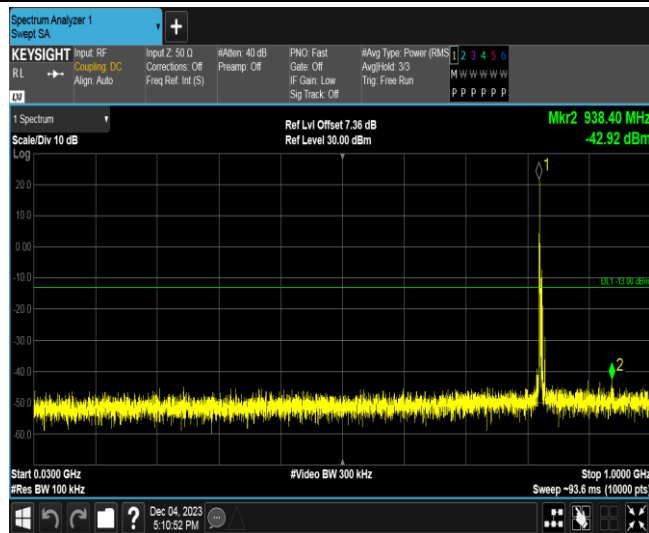 Spectrum Analyzer 1
Swept SA
+
KEYSIGHT Input: RF Input Z: 50 Ω #Atten: 40 dB PNO: Fast #Avg Type: Power (RMS 1 2 3 4 5 6
RL Coupling: DC Corrections: Off Preamp: Off Gate: Off Avg|Hold: 3/3 M W W W W W
Align: Auto Freq Ref: Int (S) IF Gain: Low Trig: Free Run
Sig Track: Off P P P P P P
LXI
1 Spectrum Ref Lvl Offset 7.36 dB Mkr2 938.40 MHz
Scale/Div 10 dB Ref Level 30.00 dBm -42.92 dBm
Log
1
20.0
10.0
0.00
-10.0
DL1 -13.00 dBm
-20.0
-30.0
-40.0
2
-50.0
-60.0
Start 0.0300 GHz #Video BW 300 kHz Stop 1.0000 GHz
#Res BW 100 kHz Sweep ~93.6 ms (10000 pts)
? Dec 04, 2023
5:10:52 PM